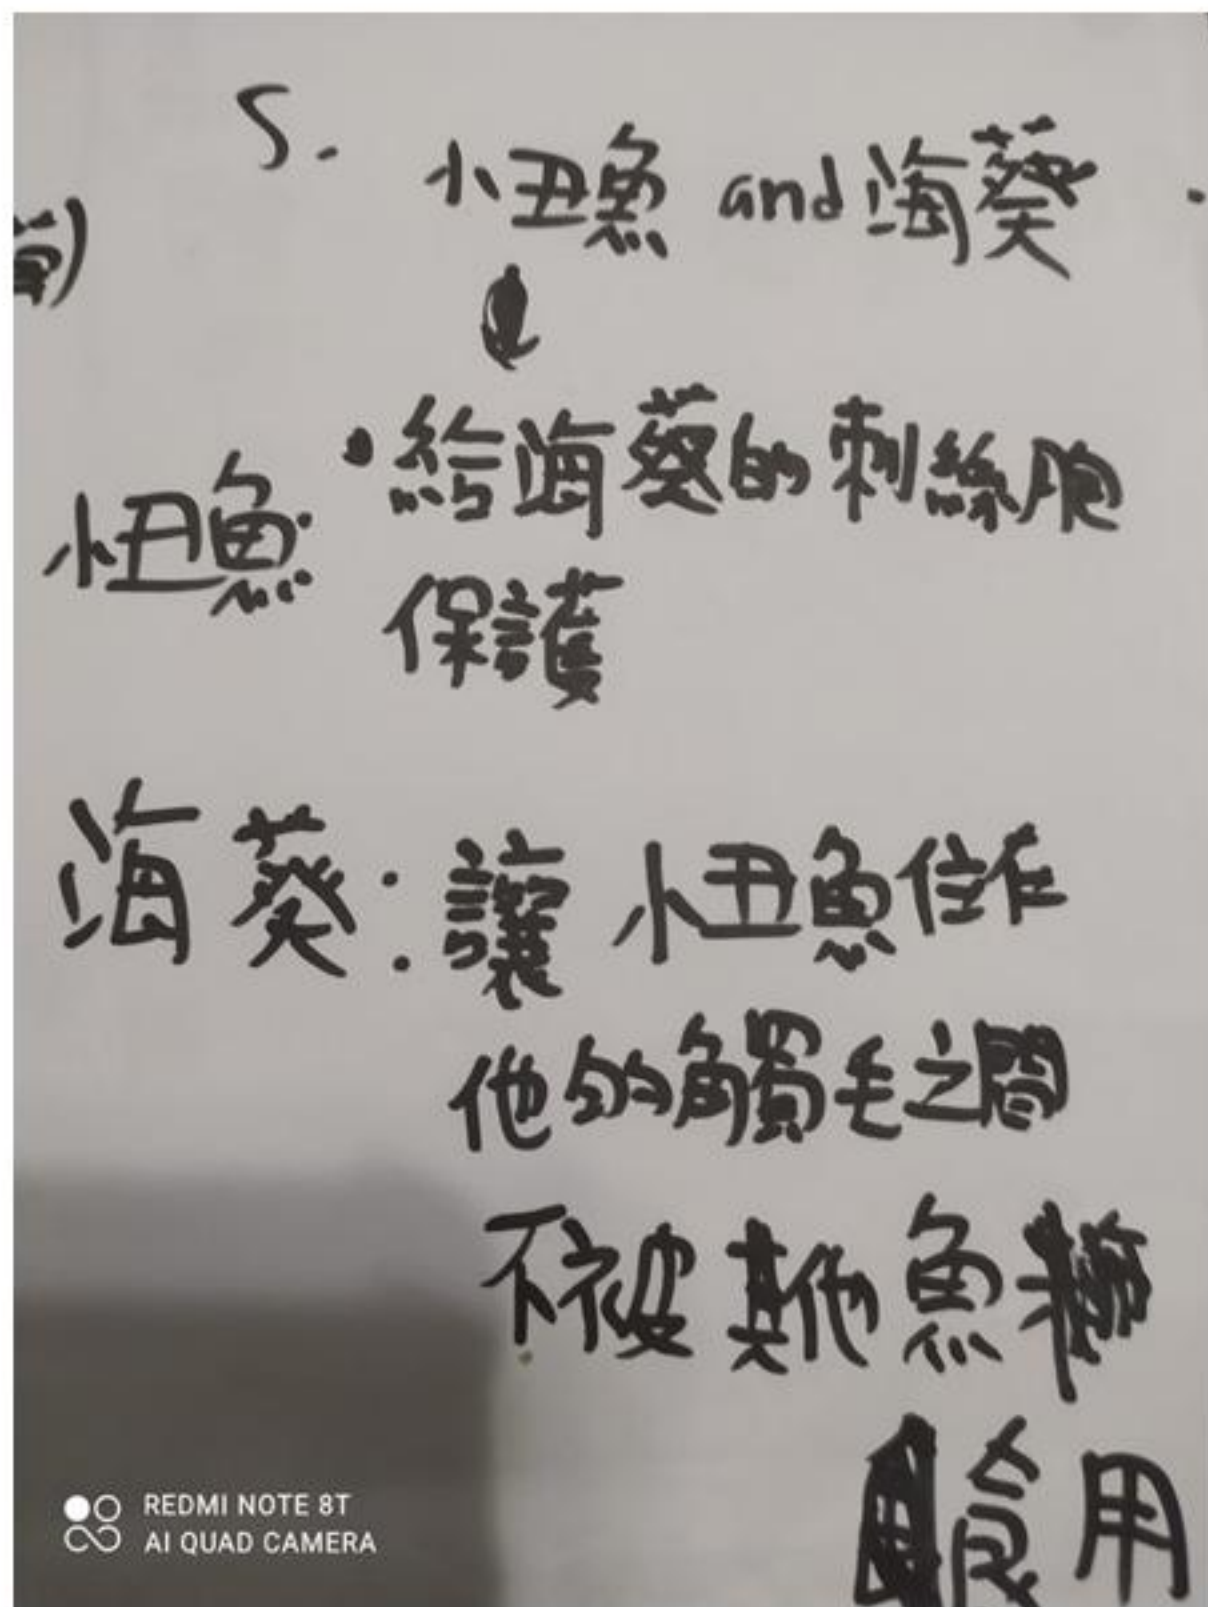 5. 小丑魚 and 海葵
小丑魚 • 給海葵的刺絲胞
保護
海葵: 讓小丑魚住在
他的觸毛之間
不被其他魚
食用
REDMI NOTE 8T
AI QUAD CAMERA